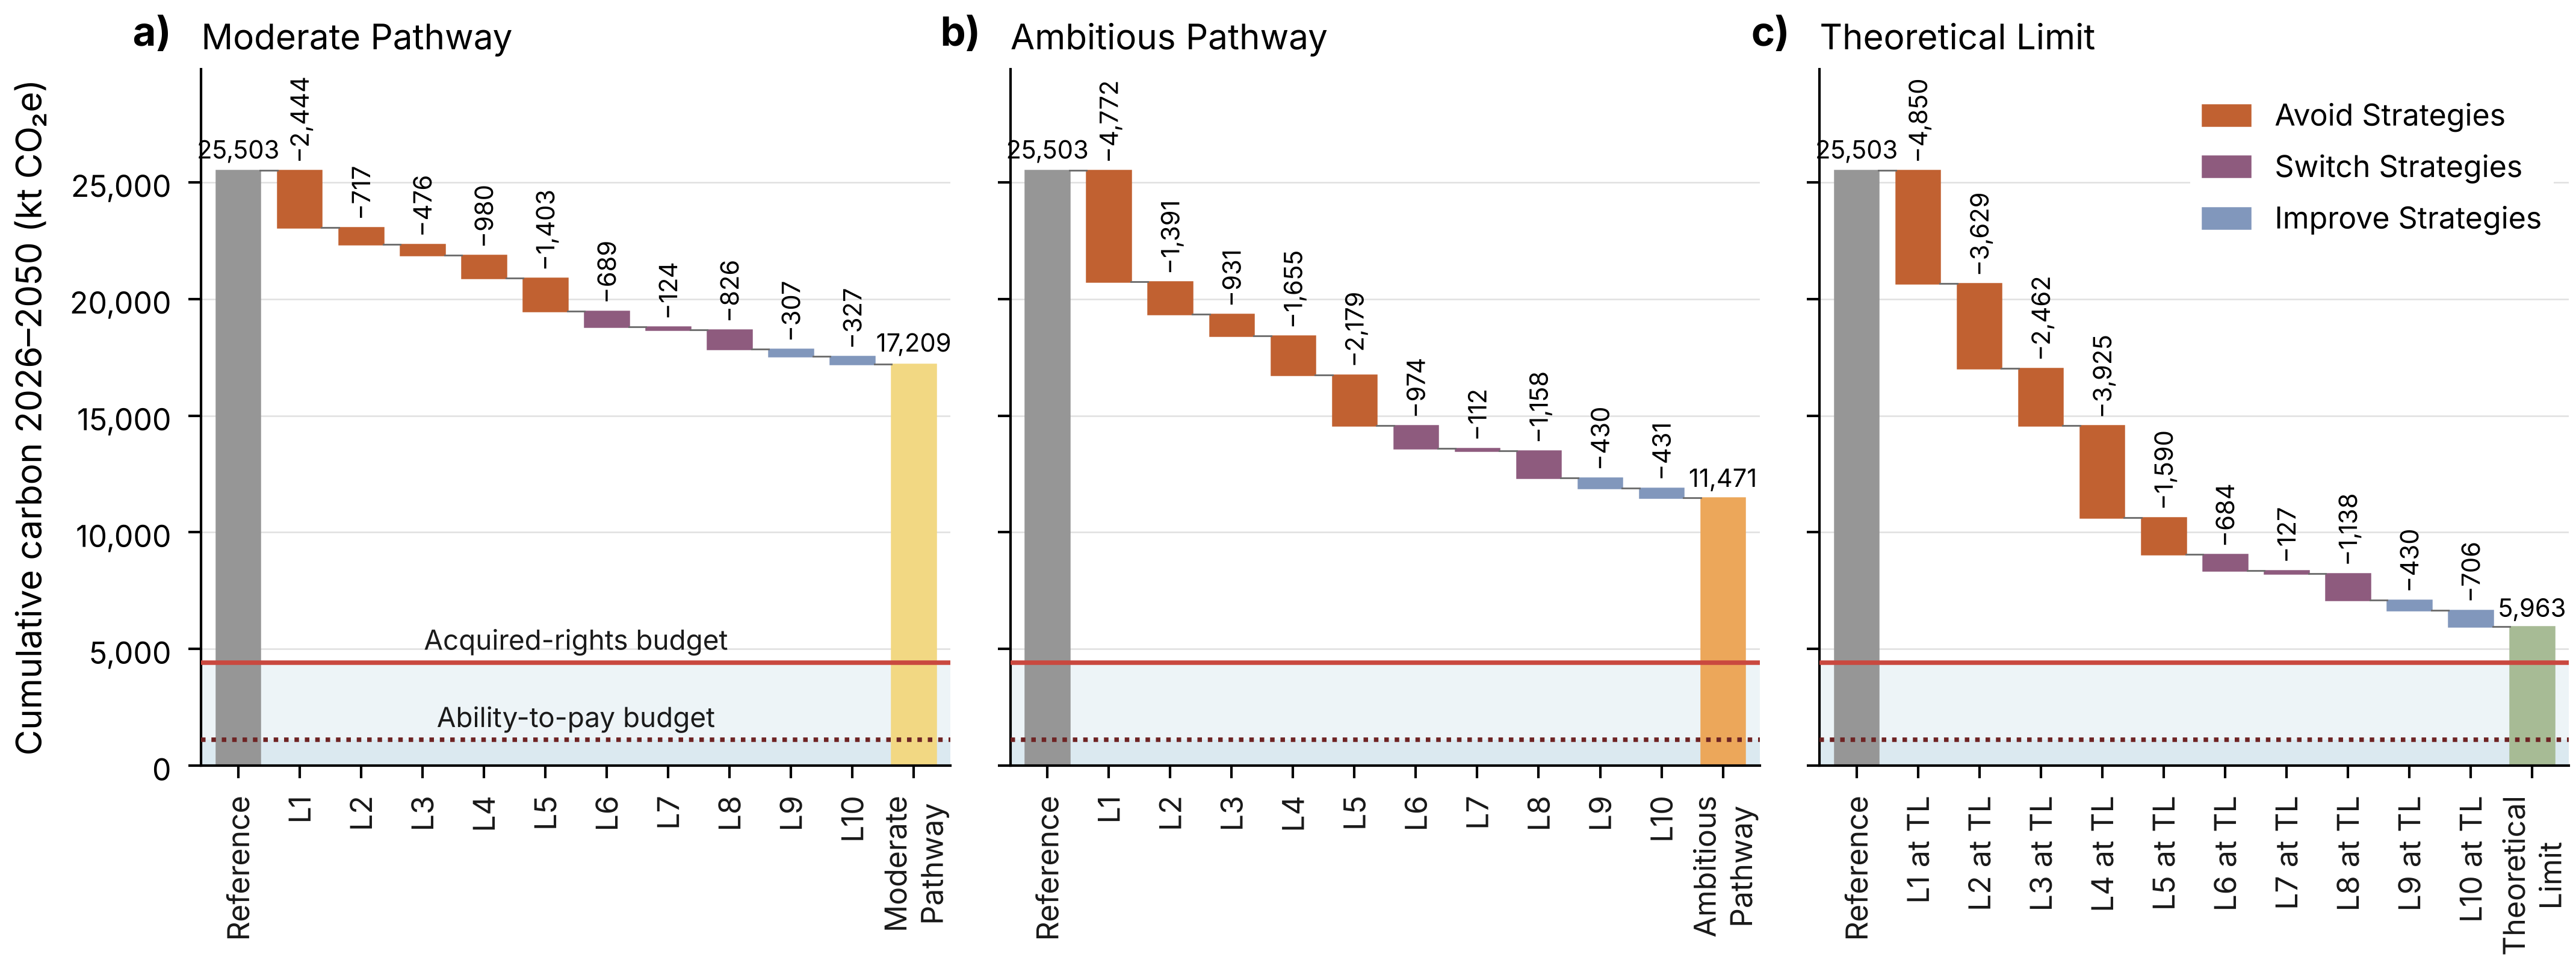 a) Moderate Pathway
b) Ambitious Pathway
c) Theoretical Limit
Cumulative carbon 2026–2050 (kt CO₂e)
25,000
20,000
15,000
10,000
5,000
0
25,503
−2,444
−717
−476
−980
−1,403
−689
−124
−826
−307
−327
17,209
Acquired-rights budget
Ability-to-pay budget
Reference
L1
L2
L3
L4
L5
L6
L7
L8
L9
L10
Moderate
Pathway
25,503
−4,772
−1,391
−931
−1,655
−2,179
−974
−112
−1,158
−430
−431
11,471
Reference
L1
L2
L3
L4
L5
L6
L7
L8
L9
L10
Ambitious
Pathway
25,503
−4,850
−3,629
−2,462
−3,925
−1,590
−684
−127
−1,138
−430
−706
5,963
Avoid Strategies
Switch Strategies
Improve Strategies
Reference
L1 at TL
L2 at TL
L3 at TL
L4 at TL
L5 at TL
L6 at TL
L7 at TL
L8 at TL
L9 at TL
L10 at TL
Theoretical
Limit